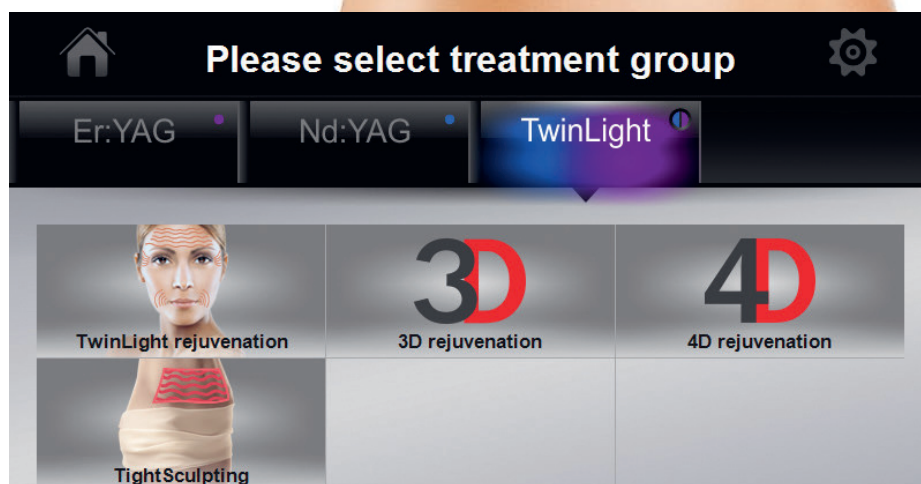 Please select treatment group
Er:YAG
Nd:YAG
TwinLight
3D
4D
TwinLight rejuvenation
3D rejuvenation
4D rejuvenation
TightSculpting